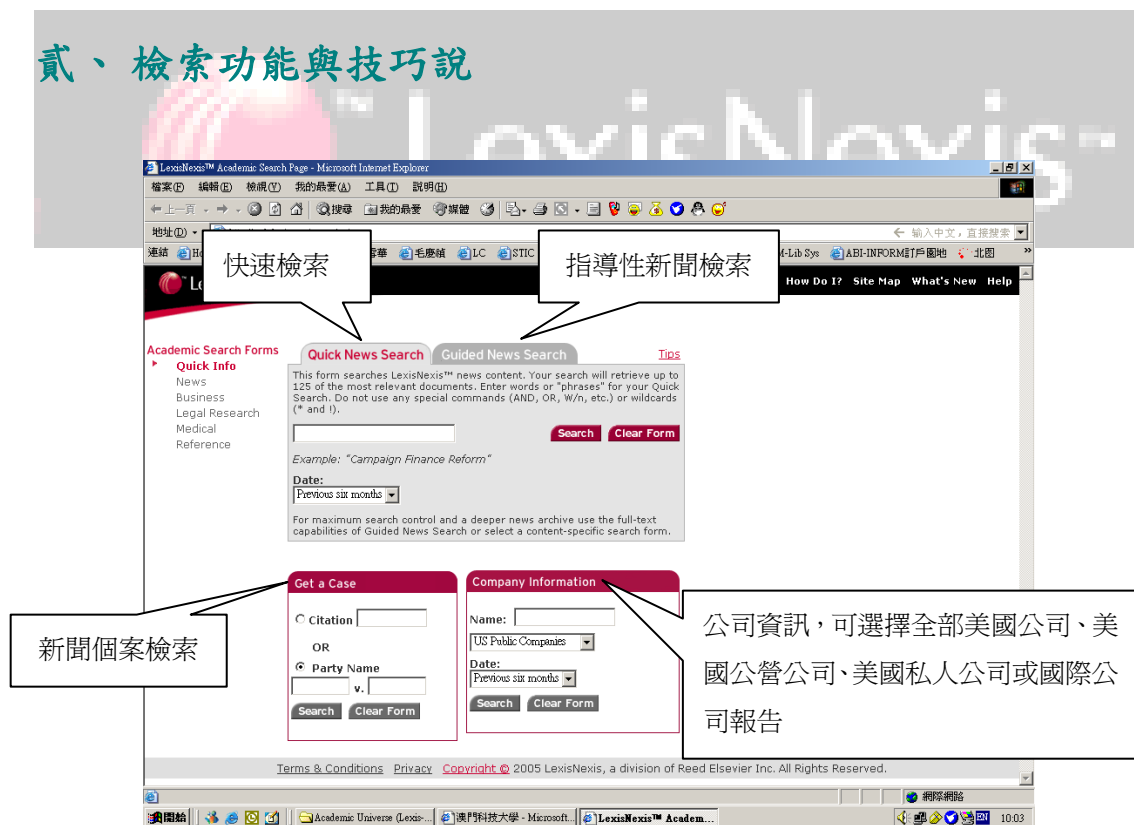 貳、 檢索功能與技巧說
LexisNexis™
LexisNexis™ Academic Search Page - Microsoft Internet Explorer
檔案(F) 編輯(E) 檢視(V) 我的最愛(A) 工具(T) 說明(H)
上一頁 搜尋 我的最愛 媒體
地址(D) 輸入中文，直接搜索
連結 毛慶禎 LC STIC M-Lib Sys ABI-INFORM訂戶園地 北图 »
快速檢索
指導性新聞檢索
How Do I? Site Map What's New Help
Academic Search Forms
Quick Info
News
Business
Legal Research
Medical
Reference
Quick News Search Guided News Search Tips
This form searches LexisNexis™ news content. Your search will retrieve up to
125 of the most relevant documents. Enter words or "phrases" for your Quick
Search. Do not use any special commands (AND, OR, W/n, etc.) or wildcards
(* and !).
Search Clear Form
Example: "Campaign Finance Reform"
Date:
Previous six months
For maximum search control and a deeper news archive use the full-text
capabilities of Guided News Search or select a content-specific search form.
Get a Case
Citation
OR
Party Name
v.
Search Clear Form
Company Information
Name:
US Public Companies
Date:
Previous six months
Search Clear Form
新聞個案檢索
公司資訊，可選擇全部美國公司、美
國公營公司、美國私人公司或國際公
司報告
Terms & Conditions Privacy Copyright © 2005 LexisNexis, a division of Reed Elsevier Inc. All Rights Reserved.
網際網路
開始 Academic Universe (Lexis-... 澳門科技大學 - Microsoft... LexisNexis™ Academ... EN 10:03